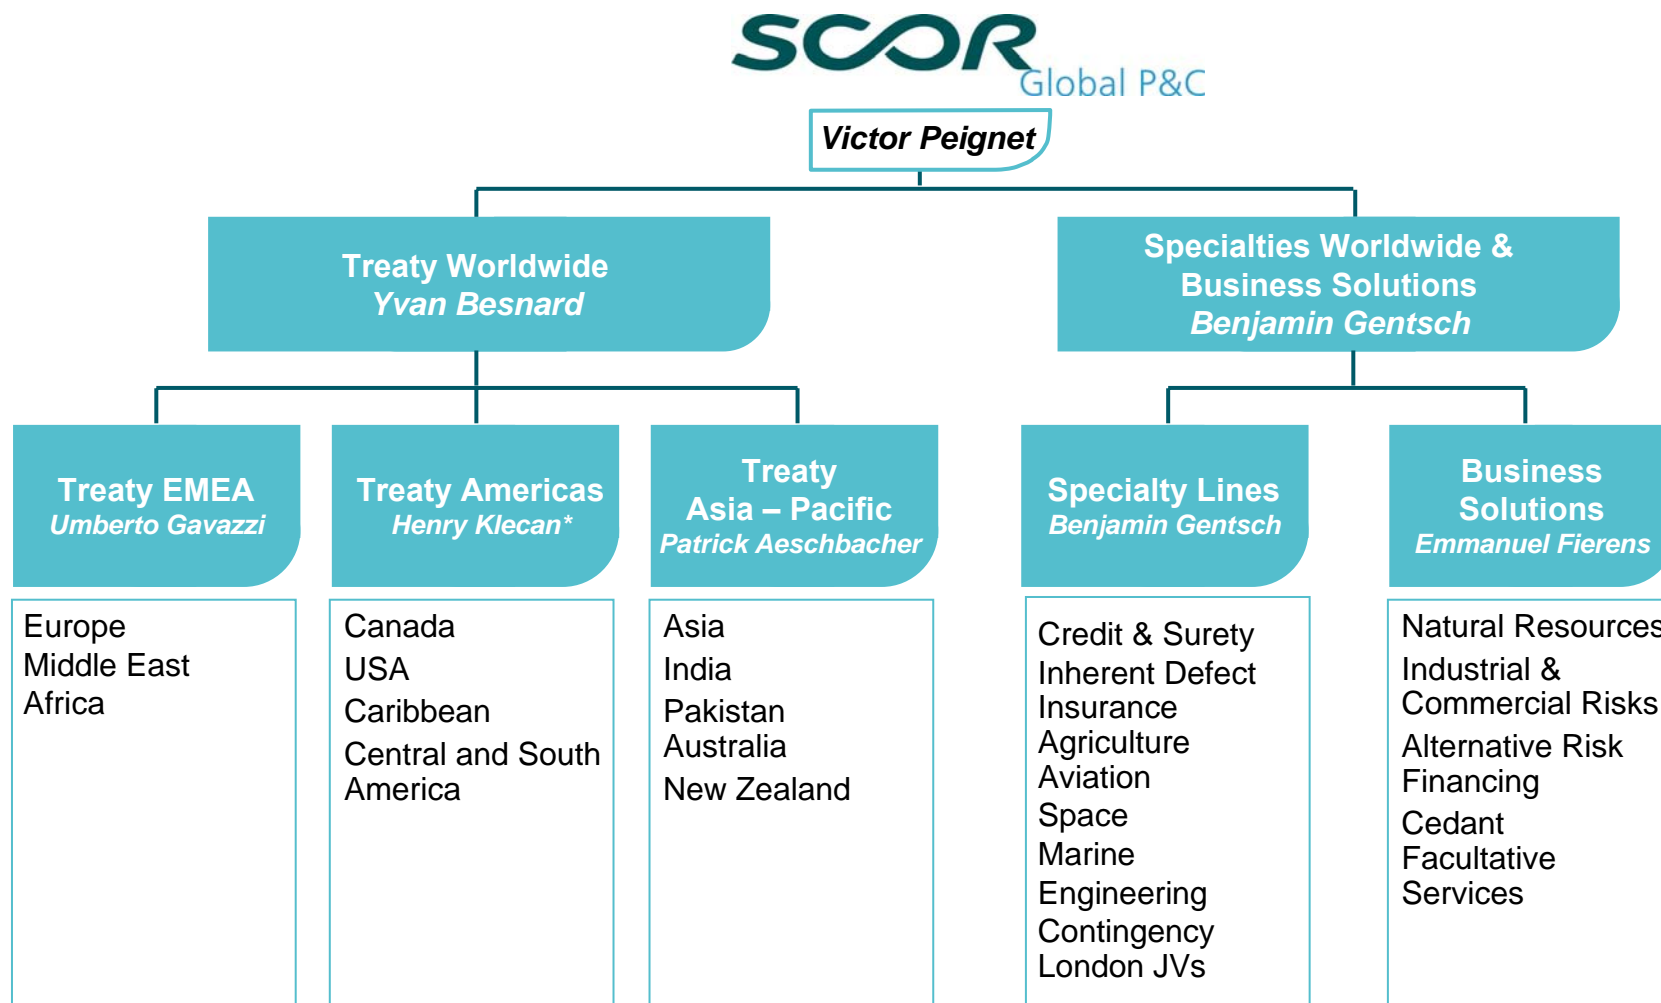 SCOR
Global P&C
Victor Peignet
Treaty Worldwide
Yvan Besnard
Specialties Worldwide &
Business Solutions
Benjamin Gentsch
Treaty EMEA
Umberto Gavazzi
Treaty Americas
Henry Klecan*
Treaty
Asia – Pacific
Patrick Aeschbacher
Specialty Lines
Benjamin Gentsch
Business
Solutions
Emmanuel Fierens
Europe
Middle East
Africa
Canada
USA
Caribbean
Central and South
America
Asia
India
Pakistan
Australia
New Zealand
Credit & Surety
Inherent Defect
Insurance
Agriculture
Aviation
Space
Marine
Engineering
Contingency
London JVs
Natural Resources
Industrial &
Commercial Risks
Alternative Risk
Financing
Cedant
Facultative
Services